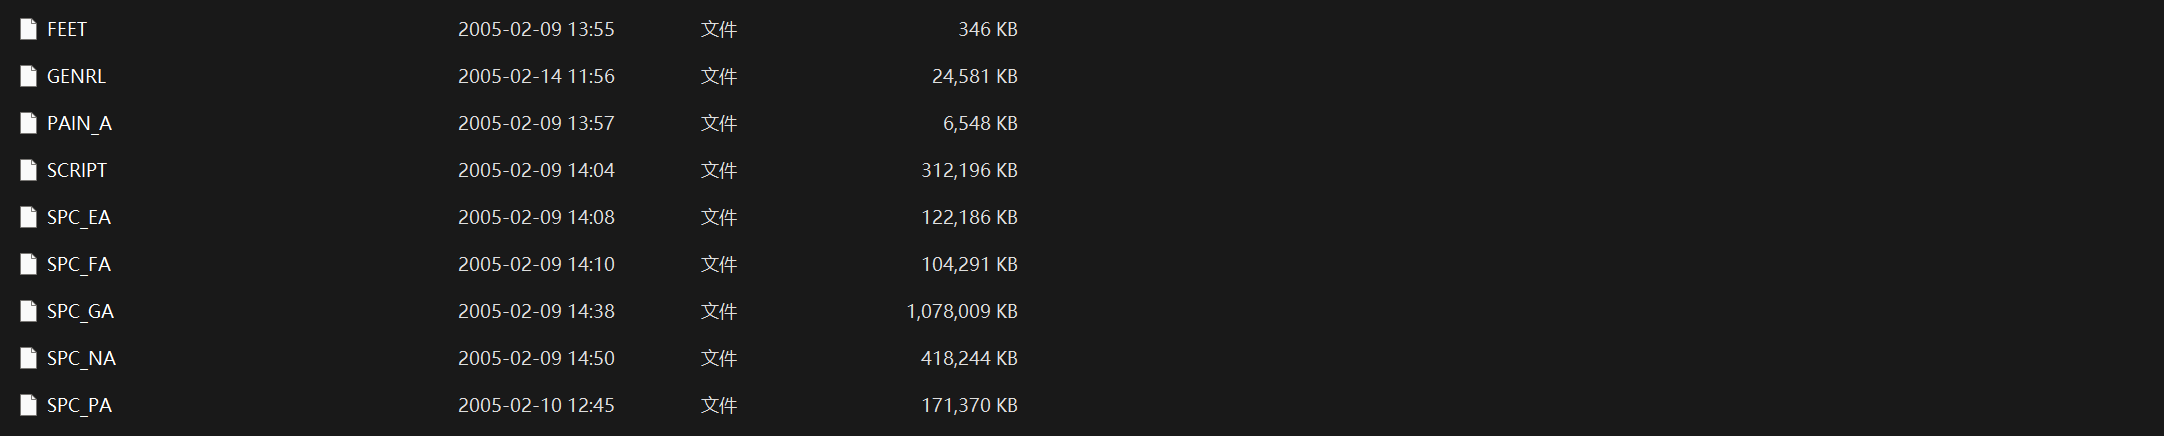 FEET 2005-02-09 13:55 文件 346 KB
GENRL 2005-02-14 11:56 文件 24,581 KB
PAIN_A 2005-02-09 13:57 文件 6,548 KB
SCRIPT 2005-02-09 14:04 文件 312,196 KB
SPC_EA 2005-02-09 14:08 文件 122,186 KB
SPC_FA 2005-02-09 14:10 文件 104,291 KB
SPC_GA 2005-02-09 14:38 文件 1,078,009 KB
SPC_NA 2005-02-09 14:50 文件 418,244 KB
SPC_PA 2005-02-10 12:45 文件 171,370 KB